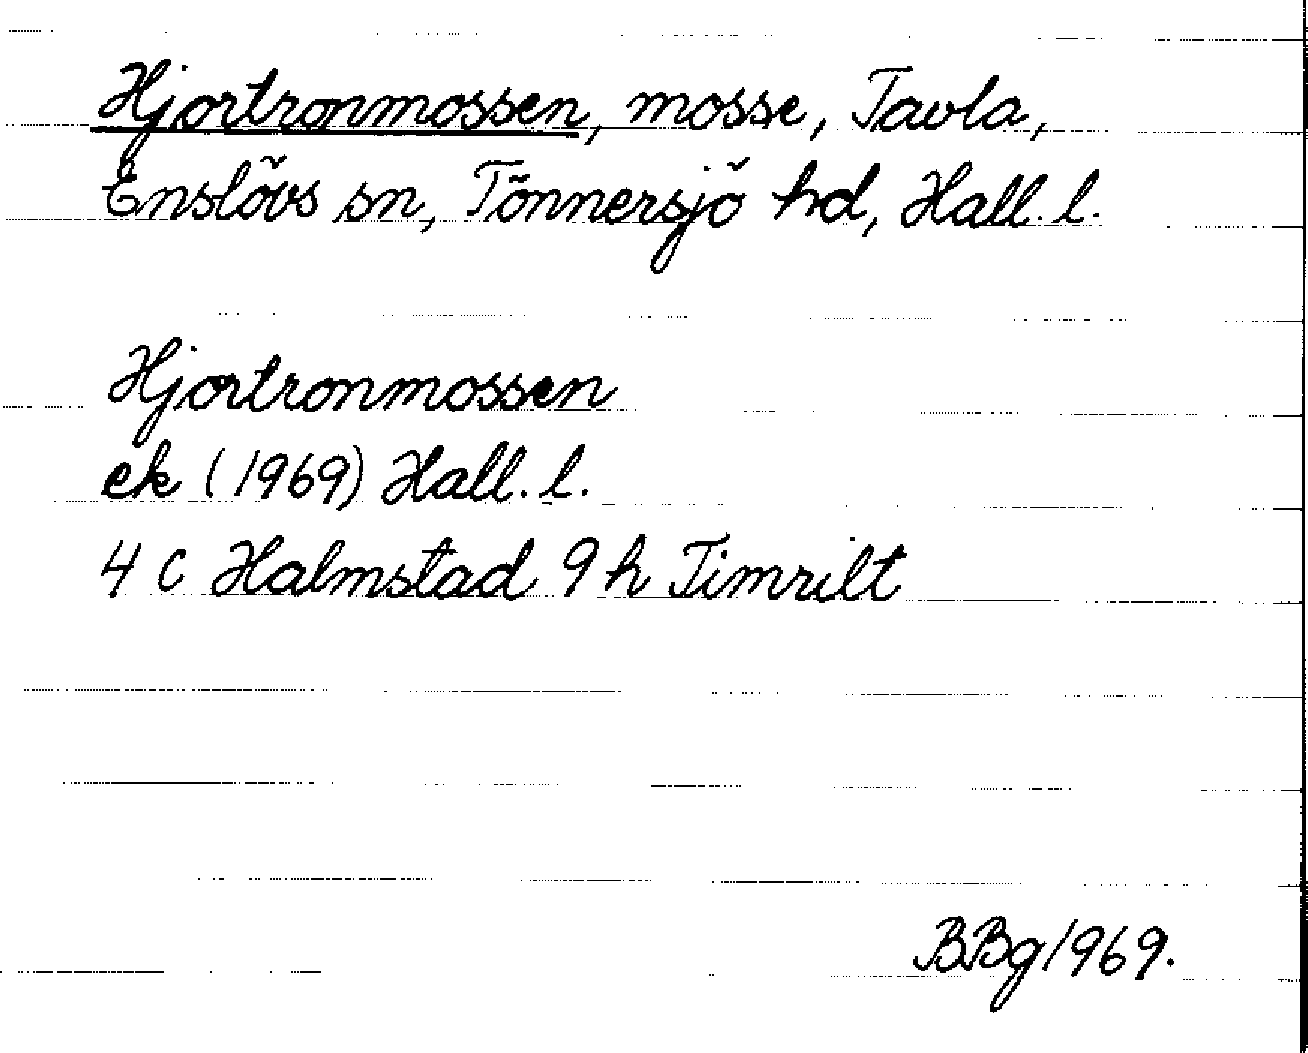 Hjortronmossen, mosse, Tavla,
Enslövs sn, Tönnersjö hd, Hall. l.
Hjortronmossen
ek (1969) Hall. l.
4 C Halmstad 9 h Timrilt
BBg 1969.